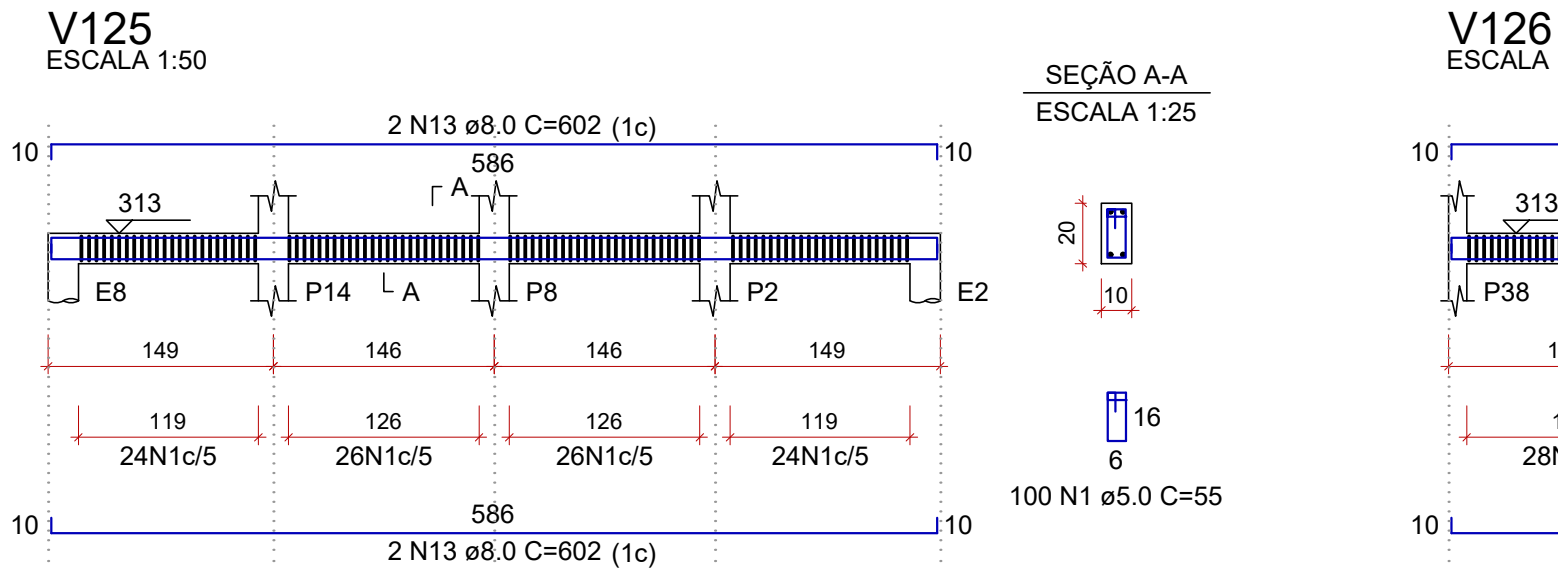 V125
ESCALA 1:50
2 N13 ø8.0 C=602 (1c)
10
586
10
A
313
E8
P14
A
P8
P2
E2
149
146
146
149
119
126
126
119
24N1c/5
26N1c/5
26N1c/5
24N1c/5
10
586
10
2 N13 ø8.0 C=602 (1c)
SEÇÃO A-A
ESCALA 1:25
20
10
16
6
100 N1 ø5.0 C=55
V126
ESCALA
10
313
P38
1
1
28N
10